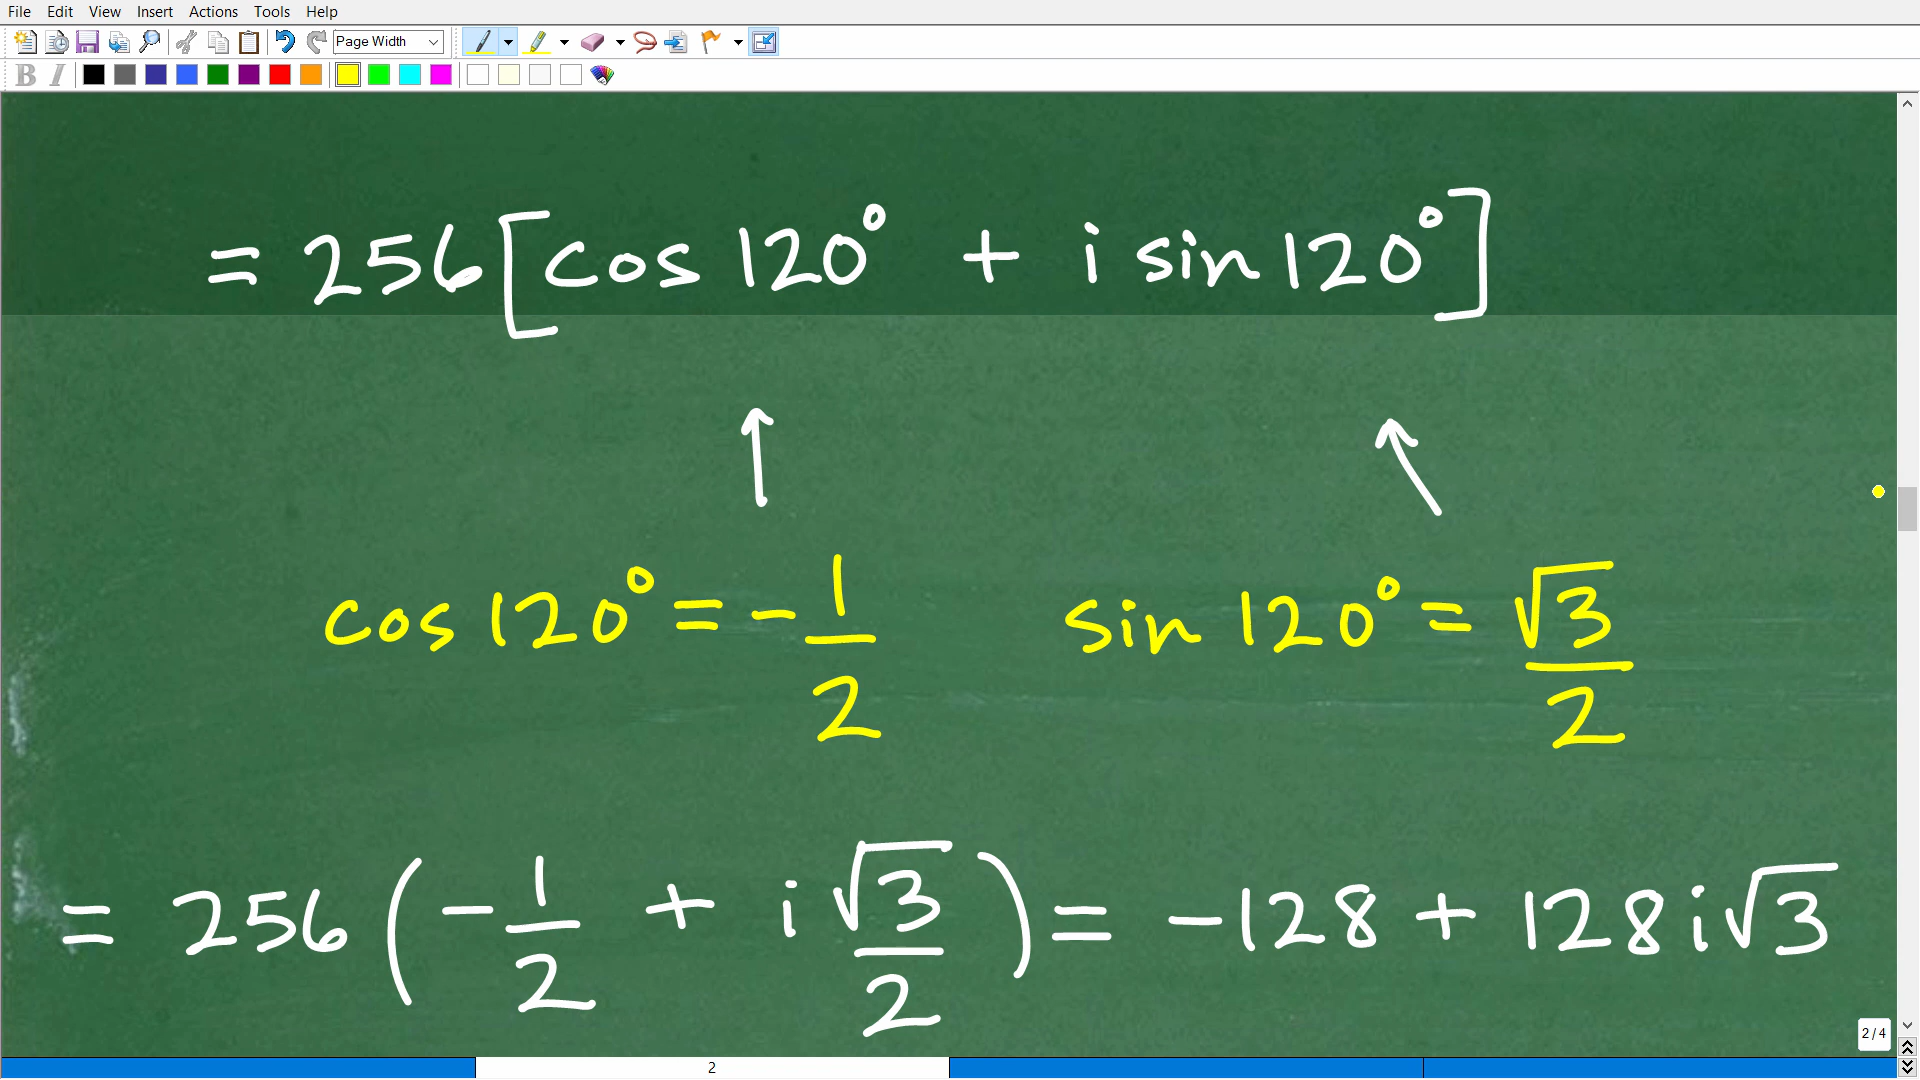 File Edit View Insert Actions Tools Help
Page Width
B I
= 256[cos 120° + i sin 120°]
cos 120° = -1/2 sin 120° = √3/2
= 256 (-1/2 + i √3/2) = -128 + 128i√3
2/4
2